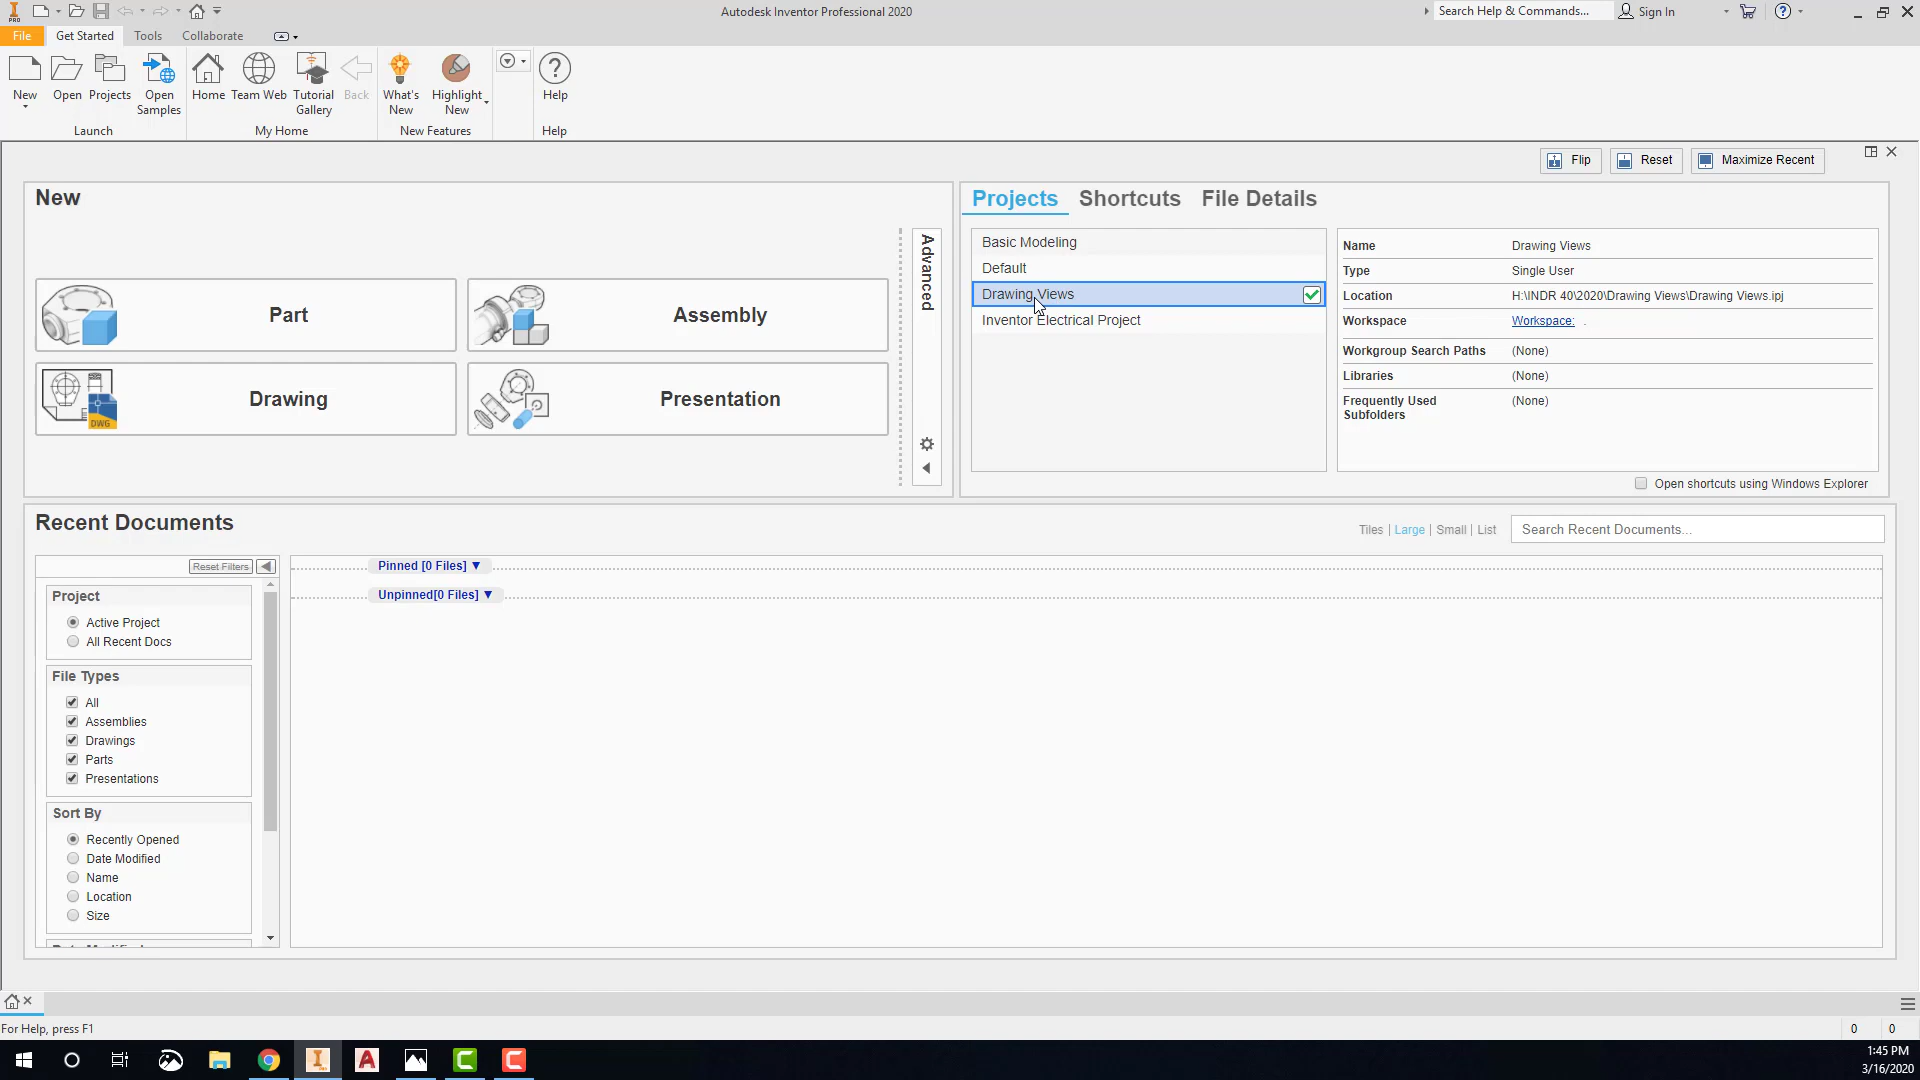 PRO
Autodesk Inventor Professional 2020
Search Help & Commands...
Sign In
File
Get Started
Tools
Collaborate
New
Open
Projects
Open Samples
Home
Team Web
Tutorial Gallery
Back
What's New
Highlight New
Help
Launch
My Home
New Features
Help
Flip
Reset
Maximize Recent
New
Part
Assembly
Drawing
DWG
Presentation
Advanced
Projects
Shortcuts
File Details
Basic Modeling
Default
Drawing Views
Inventor Electrical Project
Name Drawing Views
Type Single User
Location H:\INDR 40\2020\Drawing Views\Drawing Views.ipj
Workspace Workspace: .
Workgroup Search Paths (None)
Libraries (None)
Frequently Used Subfolders (None)
Open shortcuts using Windows Explorer
Recent Documents
Tiles | Large | Small | List
Search Recent Documents...
Reset Filters
Project
Active Project
All Recent Docs
File Types
All
Assemblies
Drawings
Parts
Presentations
Sort By
Recently Opened
Date Modified
Name
Location
Size
Pinned [0 Files]
Unpinned[0 Files]
For Help, press F1
0 0
1:45 PM
3/16/2020